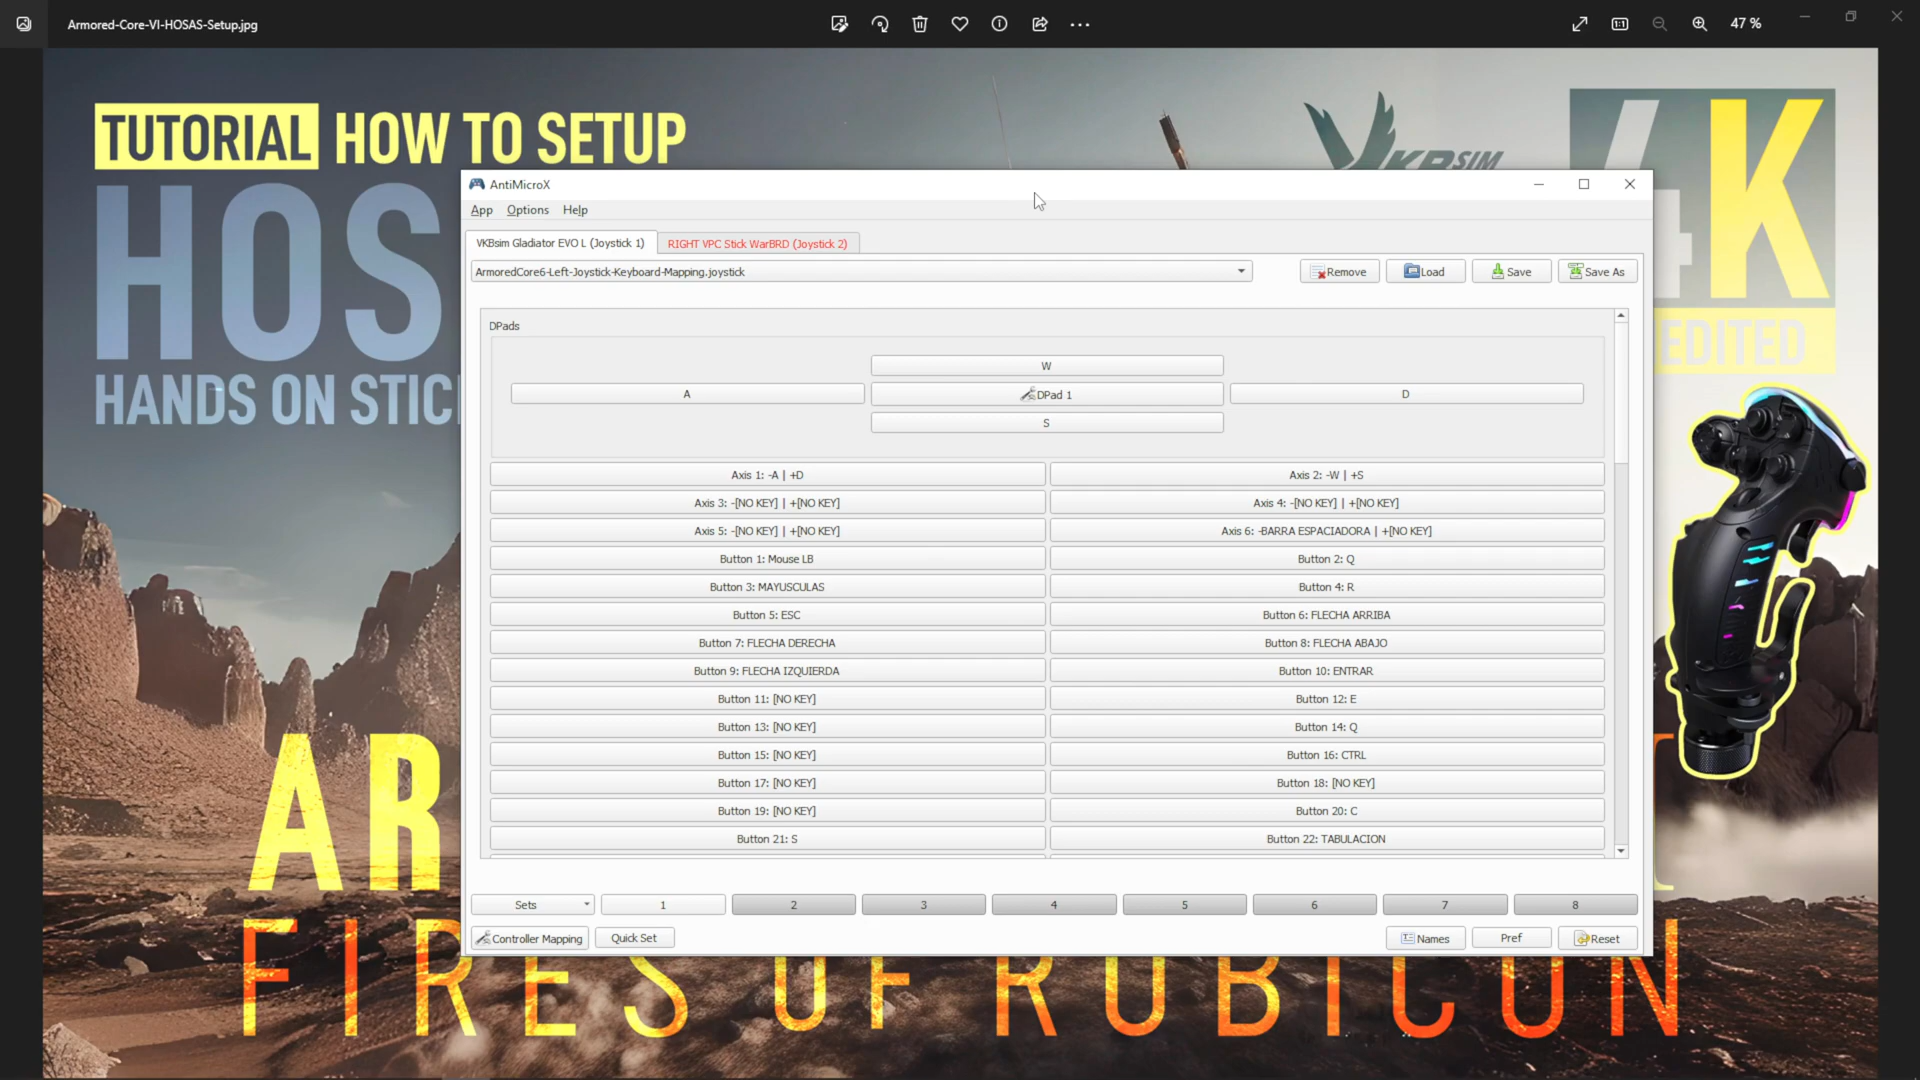 Armored-Core-VI-HOSAS-Setup.jpg
47 %
TUTORIAL HOW TO SETUP
VKBSIM
4K
HOS
EDITED
HANDS ON STIC
AntiMicroX
App Options Help
VKBsim Gladiator EVO L (Joystick 1) RIGHT VPC Stick WarBRD (Joystick 2)
ArmoredCore6-Left-Joystick-Keyboard-Mapping.joystick Remove Load Save Save As
DPads
W
A DPad 1 D
S
Axis 1: -A | +D Axis 2: -W | +S
Axis 3: -[NO KEY] | +[NO KEY] Axis 4: -[NO KEY] | +[NO KEY]
Axis 5: -[NO KEY] | +[NO KEY] Axis 6: -BARRA ESPACIADORA | +[NO KEY]
Button 1: Mouse LB Button 2: Q
Button 3: MAYUSCULAS Button 4: R
Button 5: ESC Button 6: FLECHA ARRIBA
Button 7: FLECHA DERECHA Button 8: FLECHA ABAJO
Button 9: FLECHA IZQUIERDA Button 10: ENTRAR
Button 11: [NO KEY] Button 12: E
Button 13: [NO KEY] Button 14: Q
Button 15: [NO KEY] Button 16: CTRL
Button 17: [NO KEY] Button 18: [NO KEY]
Button 19: [NO KEY] Button 20: C
Button 21: S Button 22: TABULACION
Sets 1 2 3 4 5 6 7 8
Controller Mapping Quick Set Names Pref Reset
AR
FIRES OF RUBICON